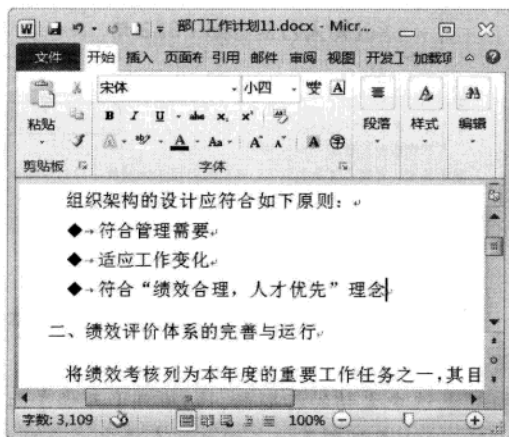 部门工作计划11.docx - Micr...
文件 开始 插入 页面布 引用 邮件 审阅 视图 开发工 加载项
宋体 小四
粘贴 段落 样式 编辑
B I U abc x₂ x²
Aa A A A
剪贴板 字体
组织架构的设计应符合如下原则：
◆→符合管理需要
◆→适应工作变化
◆→符合“绩效合理，人才优先”理念
二、绩效评价体系的完善与运行
将绩效考核列为本年度的重要工作任务之一，其目
字数: 3,109 100%